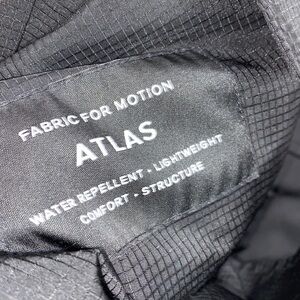 FABRIC FOR MOTION
ATLAS
WATER REPELLENT • LIGHTWEIGHT
COMFORT • STRUCTURE